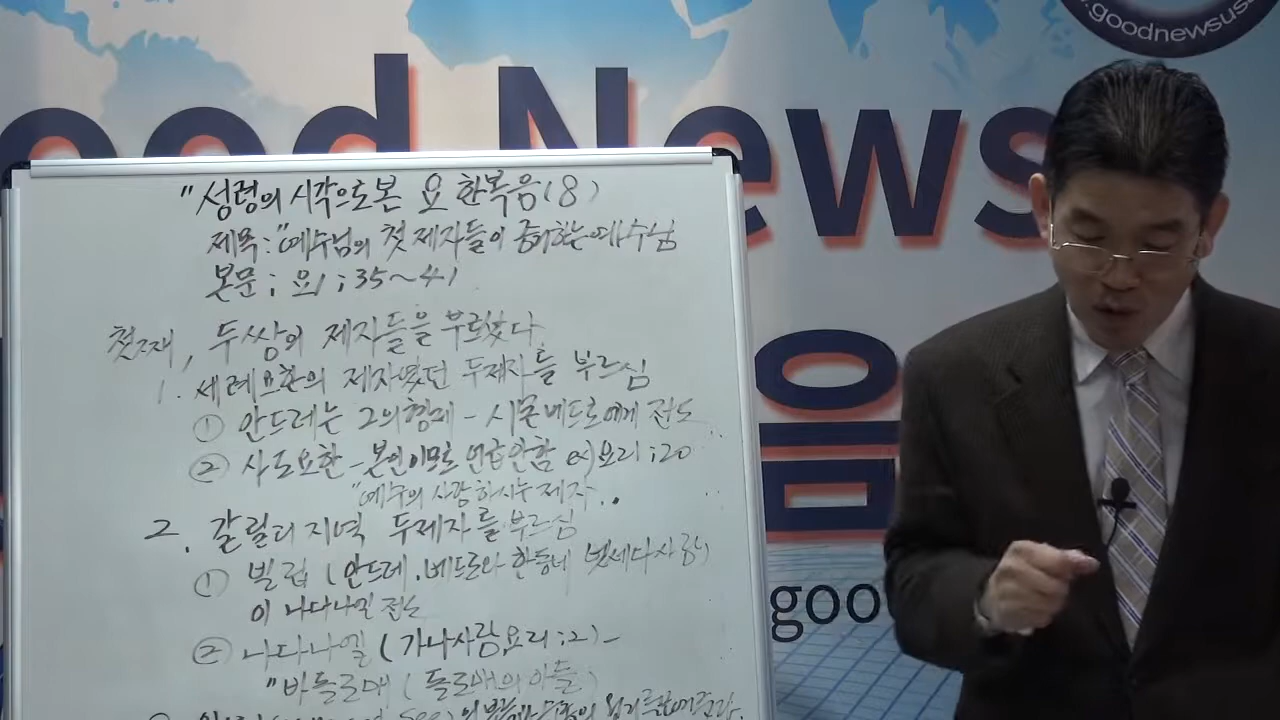 .goodnewsus
Good News
"성령의 시각으로 본 요한복음(8)
제목: "예수님의 첫 제자들이 증거하는 예수님
본문; 요1;35~41
첫째, 두쌍의 제자들을 부르셨다.
1. 세례요한의 제자였던 두제자를 부르심
① 안드레는 그의형제 - 시몬베드로에게 전도
② 사도요한 - 본인이므로 언급안함 ;20
"예수의 사랑하시는 제자..
2. 갈릴리 지역 두제자를 부르심
① 빌립 (안드레, 베드로와 한동네 벳세다사람)
이 나다나엘 전도
② 나다나엘 (가나사람, 요21;2) -
"바돌로매 (돌로매의 아들)
음
goo